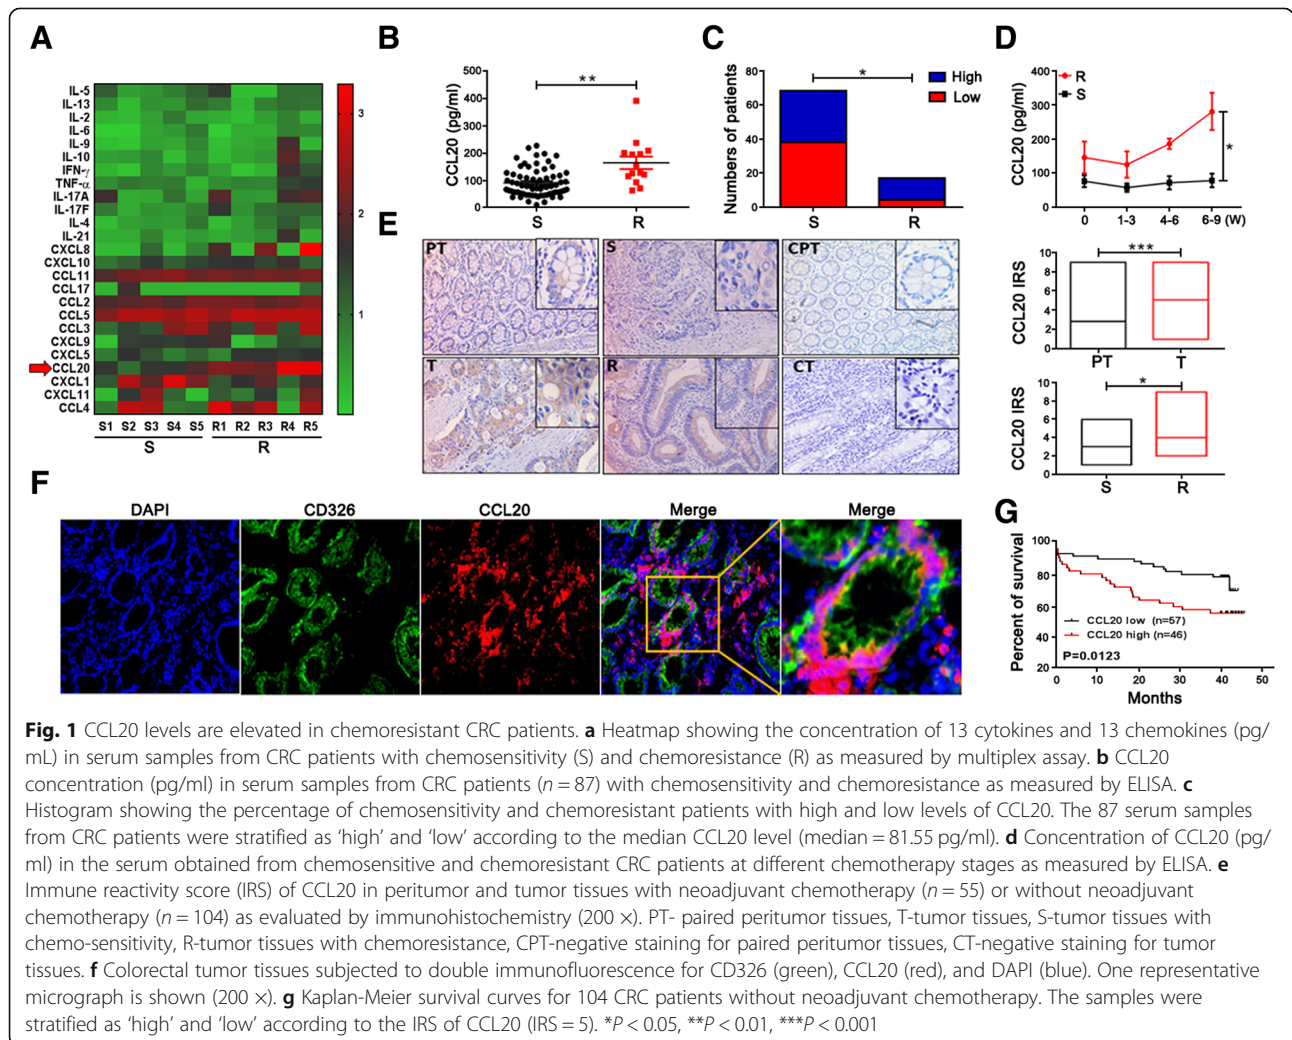 A
IL-5
IL-13
IL-2
IL-6
IL-9
IL-10
IFN-γ
TNF-α
IL-17A
IL-17F
IL-4
IL-21
CXCL8
CXCL10
CCL11
CCL17
CCL2
CCL5
CCL3
CXCL9
CXCL5
CCL20
CXCL1
CXCL11
CCL4
3
2
1
S1 S2 S3 S4 S5 R1 R2 R3 R4 R5
S R
B
CCL20 (pg/ml)
500
400
300
200
100
0
**
S R
C
Numbers of patients
80
60
40
20
0
*
High
Low
S R
D
CCL20 (pg/ml)
400
300
200
100
0
R
S
*
0 1-3 4-6 6-9 (W)
E
PT S CPT
T R CT
CCL20 IRS
10
8
6
4
2
0
***
PT T
CCL20 IRS
10
8
6
4
2
0
*
S R
F
DAPI CD326 CCL20 Merge Merge
G
Percent of survival
100
80
60
40
20
CCL20 low (n=57)
CCL20 high (n=46)
P=0.0123
0 10 20 30 40 50
Months
Fig. 1 CCL20 levels are elevated in chemoresistant CRC patients. a Heatmap showing the concentration of 13 cytokines and 13 chemokines (pg/
mL) in serum samples from CRC patients with chemosensitivity (S) and chemoresistance (R) as measured by multiplex assay. b CCL20
concentration (pg/ml) in serum samples from CRC patients (n = 87) with chemosensitivity and chemoresistance as measured by ELISA. c
Histogram showing the percentage of chemosensitivity and chemoresistant patients with high and low levels of CCL20. The 87 serum samples
from CRC patients were stratified as ‘high’ and ‘low’ according to the median CCL20 level (median = 81.55 pg/ml). d Concentration of CCL20 (pg/
ml) in the serum obtained from chemosensitive and chemoresistant CRC patients at different chemotherapy stages as measured by ELISA. e
Immune reactivity score (IRS) of CCL20 in peritumor and tumor tissues with neoadjuvant chemotherapy (n = 55) or without neoadjuvant
chemotherapy (n = 104) as evaluated by immunohistochemistry (200 ×). PT- paired peritumor tissues, T-tumor tissues, S-tumor tissues with
chemo-sensitivity, R-tumor tissues with chemoresistance, CPT-negative staining for paired peritumor tissues, CT-negative staining for tumor
tissues. f Colorectal tumor tissues subjected to double immunofluorescence for CD326 (green), CCL20 (red), and DAPI (blue). One representative
micrograph is shown (200 ×). g Kaplan-Meier survival curves for 104 CRC patients without neoadjuvant chemotherapy. The samples were
stratified as ‘high’ and ‘low’ according to the IRS of CCL20 (IRS = 5). *P < 0.05, **P < 0.01, ***P < 0.001